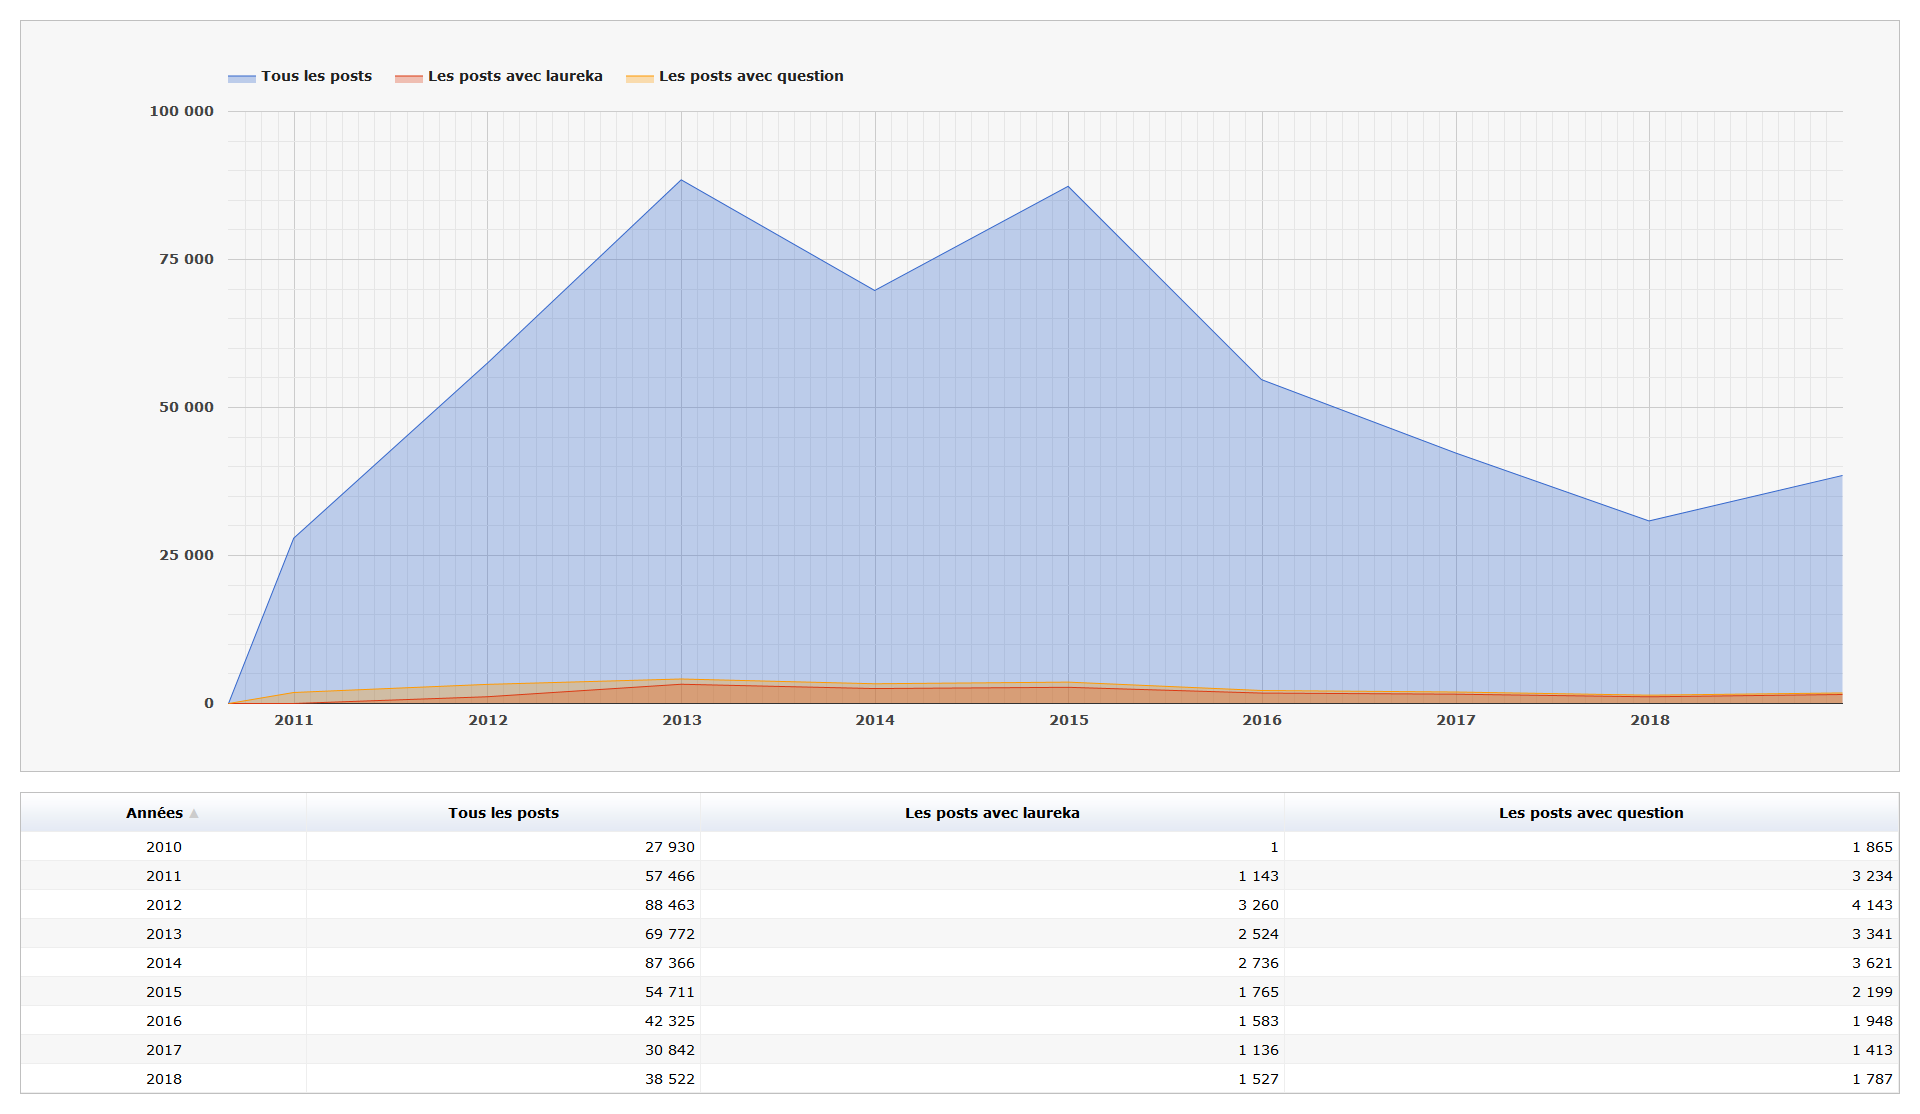 Tous les posts Les posts avec laureka Les posts avec question
100 000
75 000
50 000
25 000
0
2011 2012 2013 2014 2015 2016 2017 2018
Années Tous les posts Les posts avec laureka Les posts avec question
2010 27 930 1 1 865
2011 57 466 1 143 3 234
2012 88 463 3 260 4 143
2013 69 772 2 524 3 341
2014 87 366 2 736 3 621
2015 54 711 1 765 2 199
2016 42 325 1 583 1 948
2017 30 842 1 136 1 413
2018 38 522 1 527 1 787